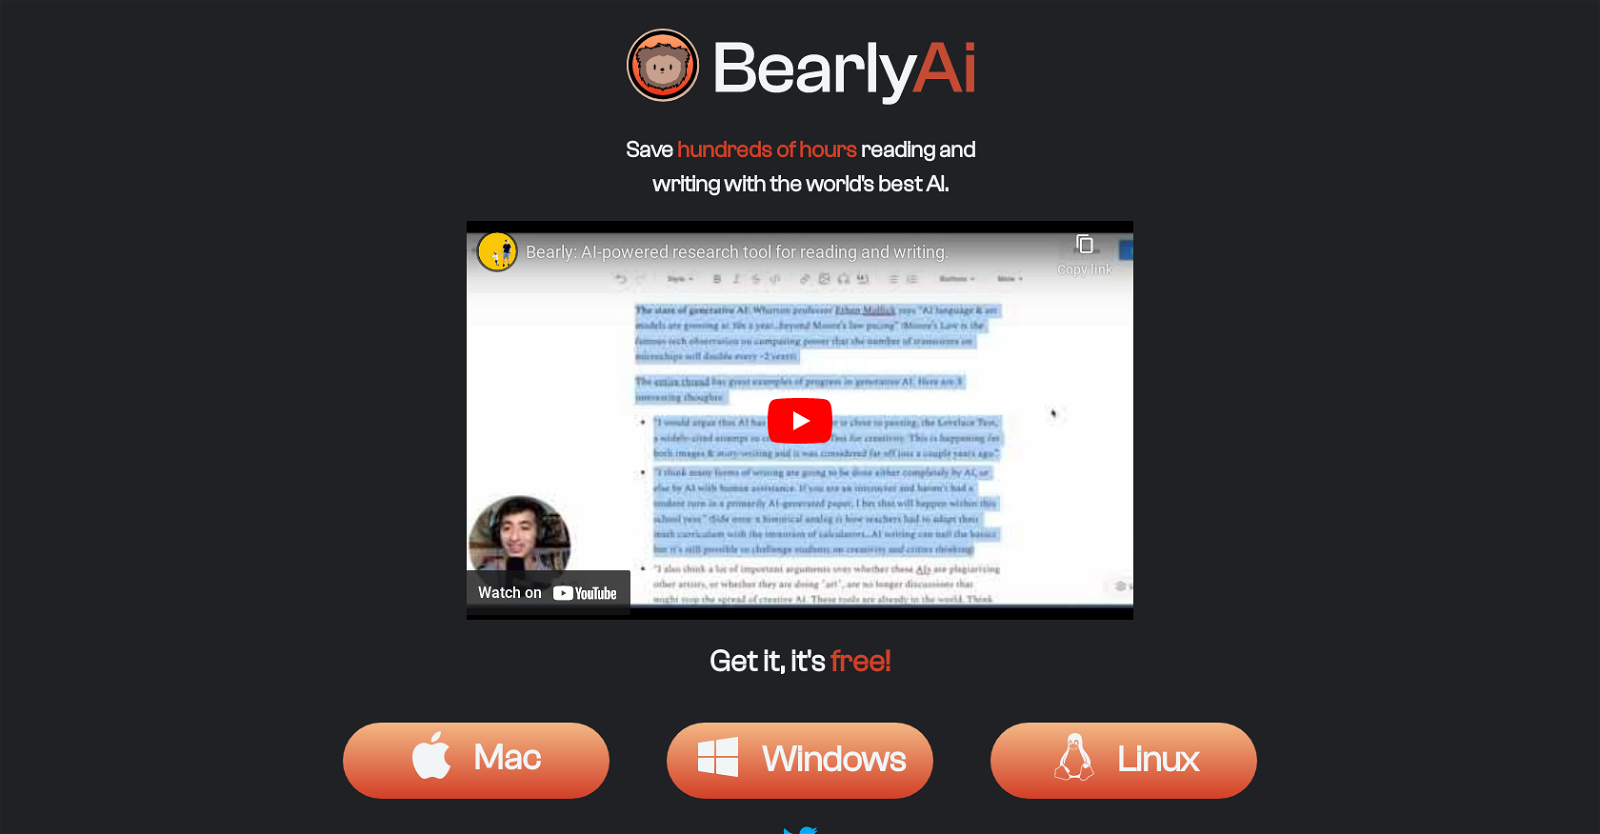 BearlyAi
Save hundreds of hours reading and
writing with the world's best AI.
Bearly: AI-powered research tool for reading and writing.
Copy link
Style
B I S
Buttons
More
The state of generative AI: Wharton professor Ethan Mollick says "AI language & art
models are growing at 10x a year...beyond Moore's law pacing" (Moore's Law is the
famous tech observation on computing power that the number of transistors on
microchips will double every ~2 years).
The entire thread has great examples of progress in generative AI. Here are 3
interesting thoughts:
"I would argue that AI has is close to passing, the Lovelace Test,
a widely-cited attempt to Test for creativity. This is happening for
both images & story-writing and it was considered far off just a couple years ago."
"I think many forms of writing are going to be done either completely by AI, or
else by AI with human assistance. If you are an instructor and haven't had a
student turn in a primarily AI-generated paper, I bet that will happen within this
school year." (Side note: a historical analog is how teachers had to adapt their
math curriculum with the invention of calculators...AI writing can nail the basics
but it's still possible to challenge students on creativity and critical thinking)
"I also think a lot of important arguments over whether these AIs are plagiarizing
other artists, or whether they are doing "art", are no longer discussions that
might stop the spread of creative AI. These tools are already in the world. Think
Watch on YouTube
Get it, it's free!
Mac
Windows
Linux